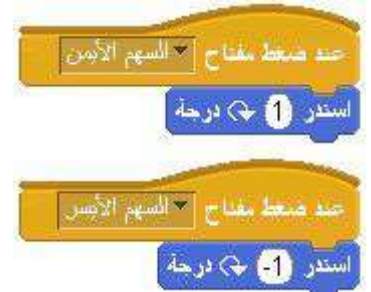 عند ضغط مفتاح السهم الأيمن
استدر 1 درجة
عند ضغط مفتاح السهم الأيسر
استدر 1- درجة